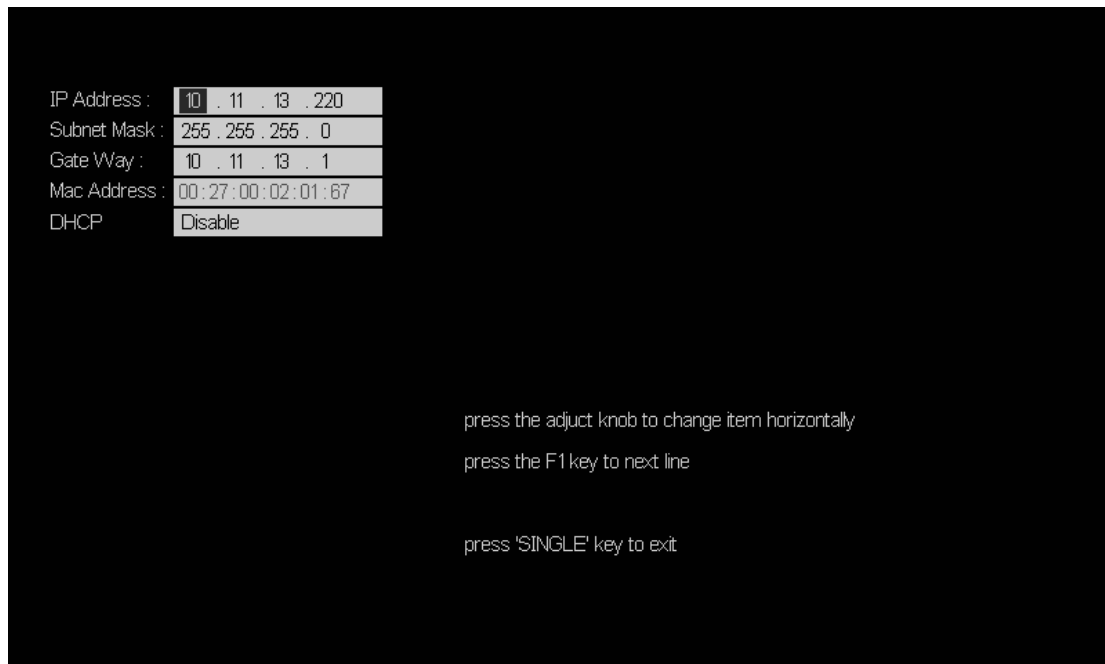 IP Address : 10 . 11 . 13 . 220
Subnet Mask : 255 . 255 . 255 . 0
Gate VVay : 10 . 11 . 13 . 1
Mac Address : 00:27:00:02:01:67
DHCP Disable
press the adjuct knob to change item horizontally
press the F1 key to next line
press 'SINGLE' key to exit